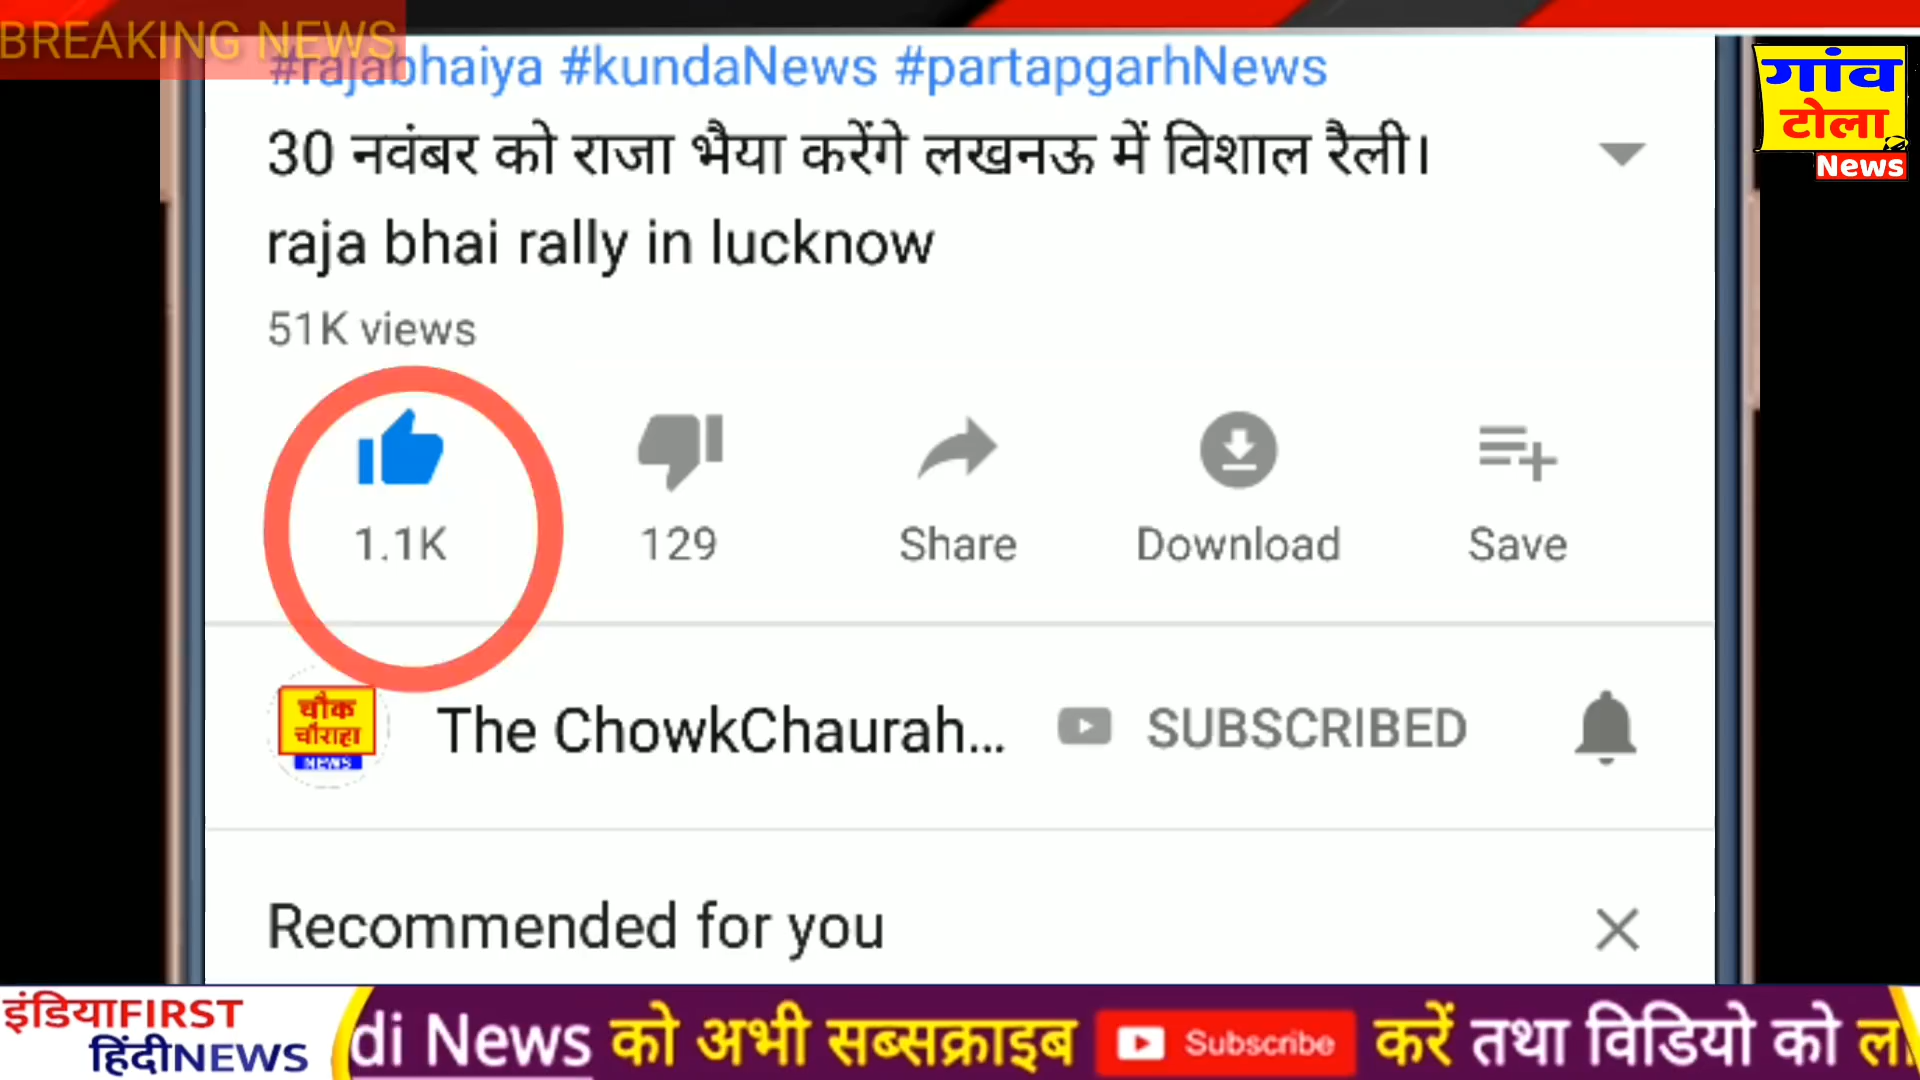 BREAKING NEWS
#rajabhaiya #kundaNews #partapgarhNews
गांव
टोला
News
30 नवंबर को राजा भैया करेंगे लखनऊ में विशाल रैली।
raja bhai rally in lucknow
51K views
1.1K 129 Share Download Save
चौक
चौराहा
NEWS
The ChowkChaurah... SUBSCRIBED
Recommended for you
इंडियाFIRST
हिंदीNEWS
di News को अभी सब्सक्राइब Subscribe करें तथा विडियो को ला